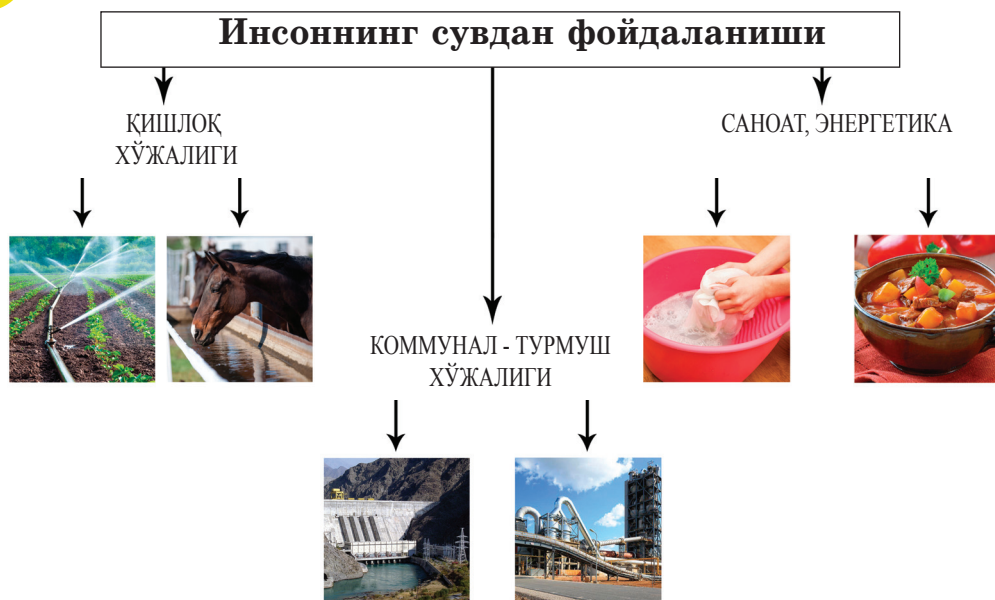 Инсоннинг сувдан фойдаланиши
ҚИШЛОҚ
ХЎЖАЛИГИ
САНОАТ, ЭНЕРГЕТИКА
КОММУНАЛ - ТУРМУШ
ХЎЖАЛИГИ